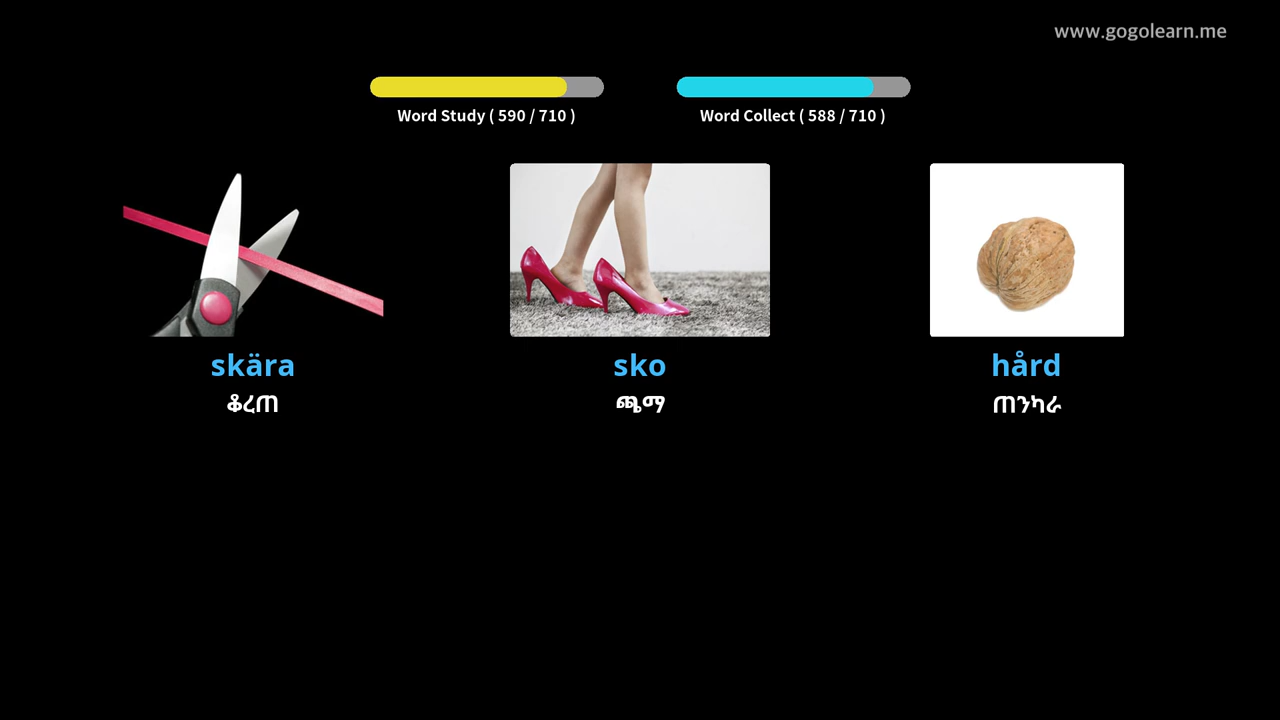 www.gogolearn.me
Word Study ( 590 / 710 )
Word Collect ( 588 / 710 )
skära
ቆረጠ
sko
ጫማ
hård
ጠንካራ